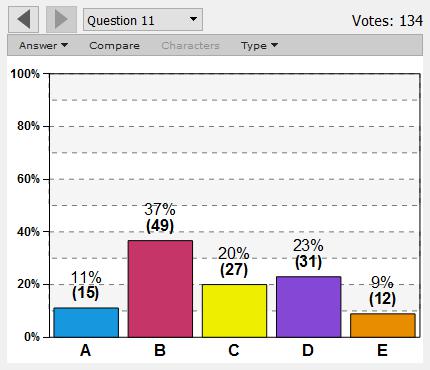 Question 11
Votes: 134
Answer
Compare
Characters
Type
100%
80%
60%
40%
20%
0%
11%
(15)
37%
(49)
20%
(27)
23%
(31)
9%
(12)
A
B
C
D
E